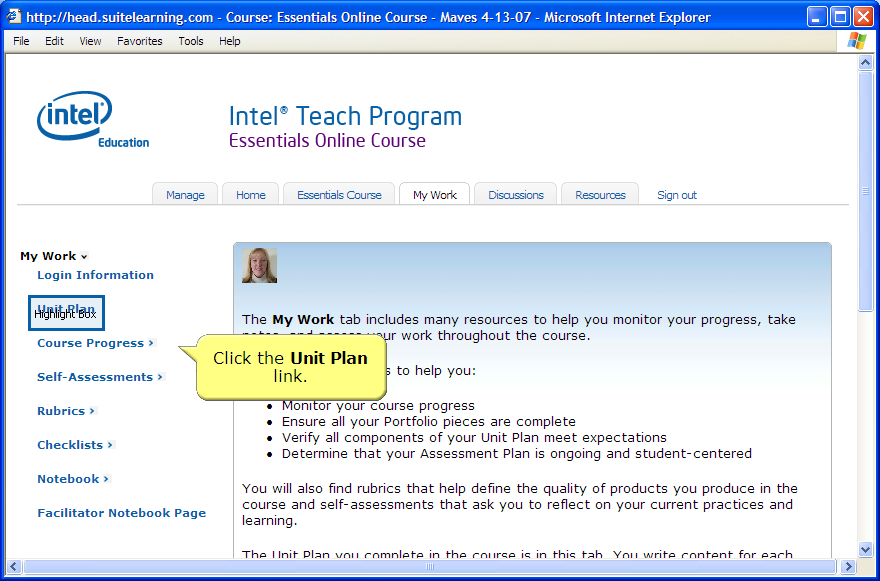 http://head.suitelearning.com - Course: Essentials Online Course - Maves 4-13-07 - Microsoft Internet Explorer
File Edit View Favorites Tools Help
intel
Education
Intel® Teach Program
Essentials Online Course
Manage Home Essentials Course My Work Discussions Resources Sign out
My Work
Login Information
Unit Plan
Highlight Box
Course Progress ›
Self-Assessments ›
Rubrics ›
Checklists ›
Notebook ›
Facilitator Notebook Page
Click the Unit Plan
link.
The My Work tab includes many resources to help you monitor your progress, take
your work throughout the course.
to help you:
• Monitor your course progress
• Ensure all your Portfolio pieces are complete
• Verify all components of your Unit Plan meet expectations
• Determine that your Assessment Plan is ongoing and student-centered
You will also find rubrics that help define the quality of products you produce in the
course and self-assessments that ask you to reflect on your current practices and
learning.
The Unit Plan you complete in the course is in this tab. You write content for each